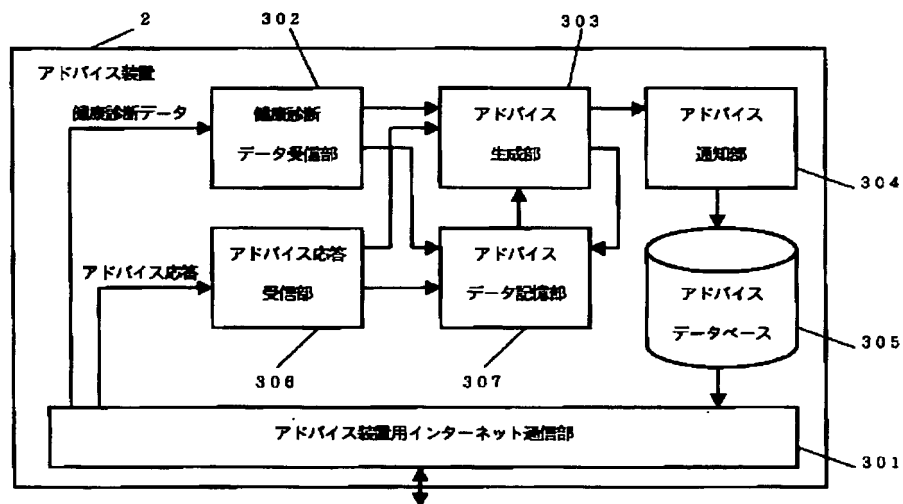 2
302
303
アドバイス装置
健康診断データ
健康診断
データ受信部
アドバイス
生成部
アドバイス
通知部
304
アドバイス応答
アドバイス応答
受信部
アドバイス
データ記憶部
アドバイス
データベース
305
306
307
アドバイス装置用インターネット通信部
301